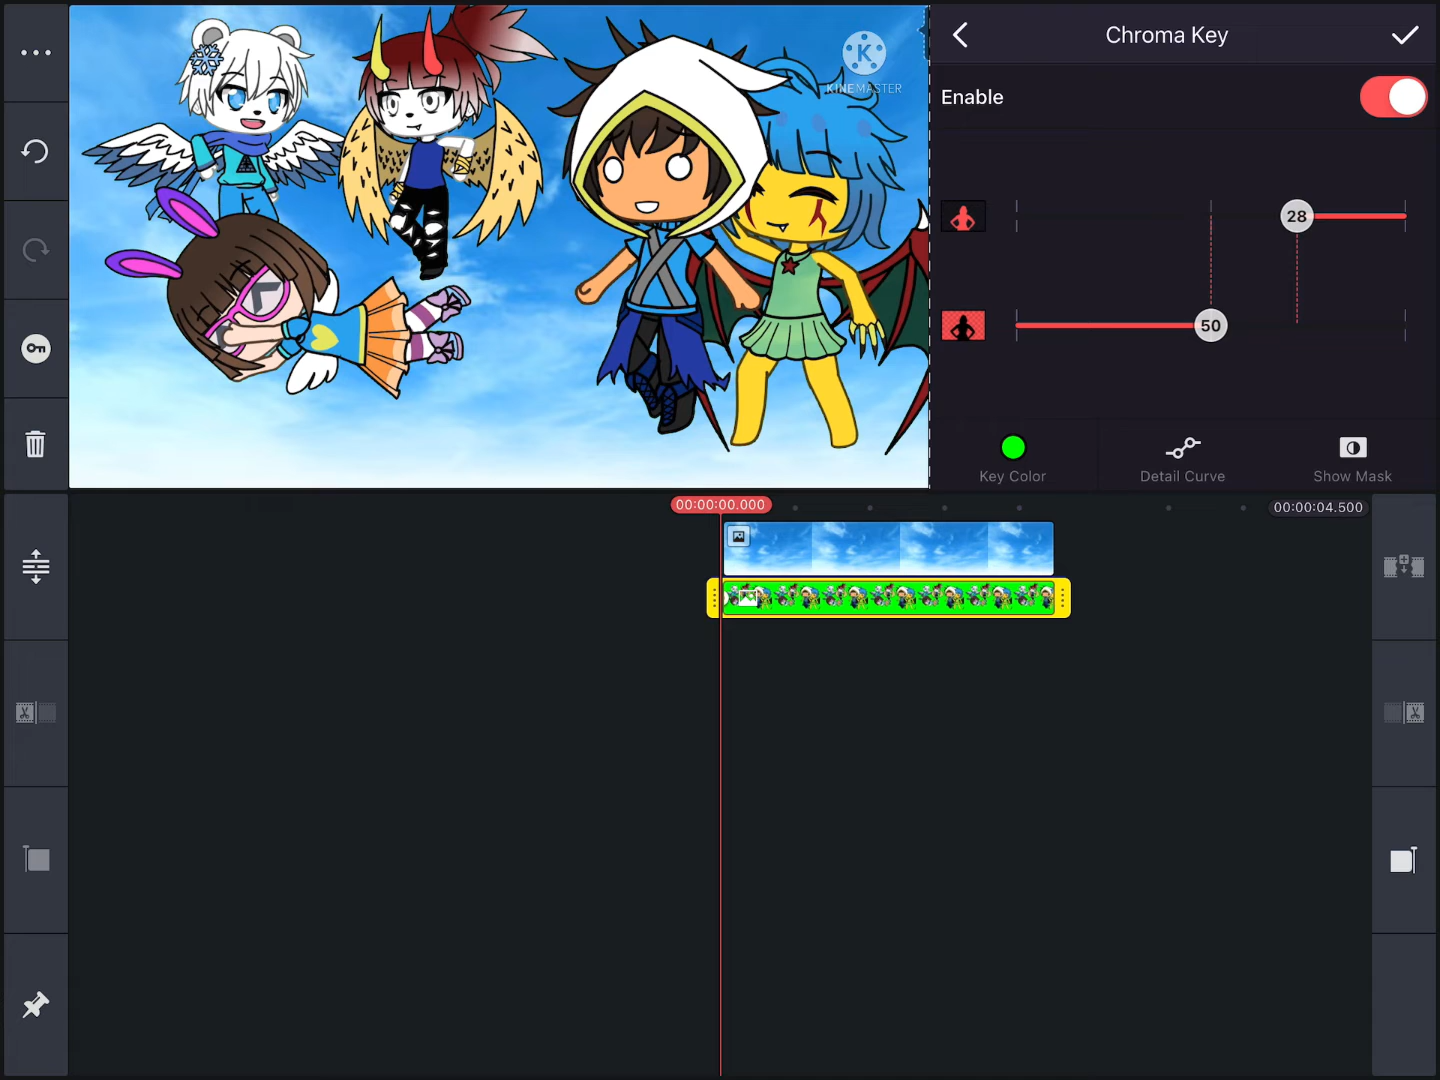 K
KINEMASTER
Chroma Key
Enable
28
50
Key Color
Detail Curve
Show Mask
00:00:00.000
00:00:04.500